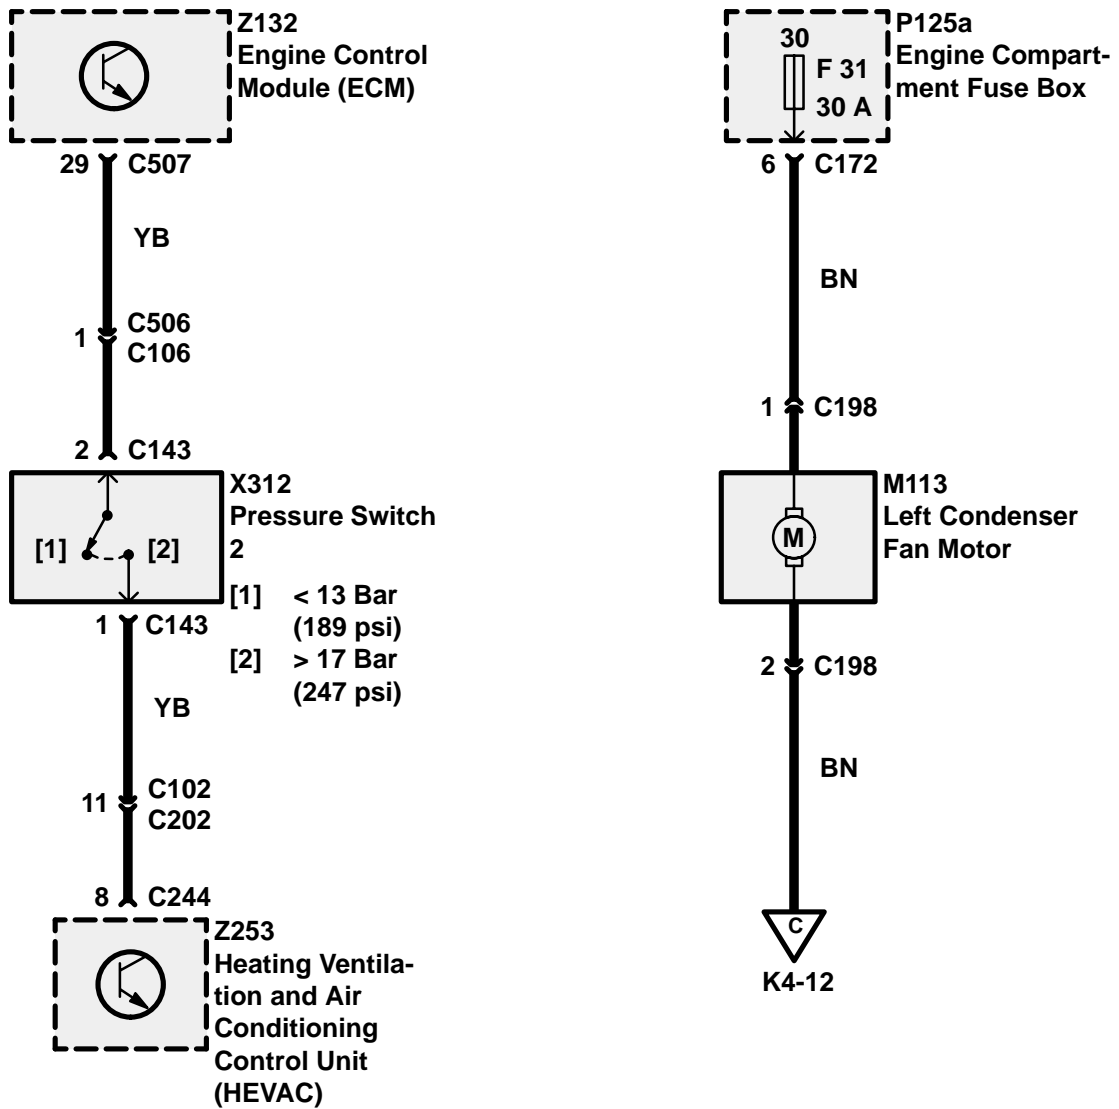 Z132
Engine Control
Module (ECM)
29 C507
YB
1 C506
C106
2 C143
X312
Pressure Switch
2
[1] [2]
[1] < 13 Bar
(189 psi)
[2] > 17 Bar
(247 psi)
1 C143
YB
11 C102
C202
8 C244
Z253
Heating Ventila-
tion and Air
Conditioning
Control Unit
(HEVAC)
P125a
Engine Compart-
ment Fuse Box
30
F 31
30 A
6 C172
BN
1 C198
M113
Left Condenser
Fan Motor
M
2 C198
BN
C
K4-12